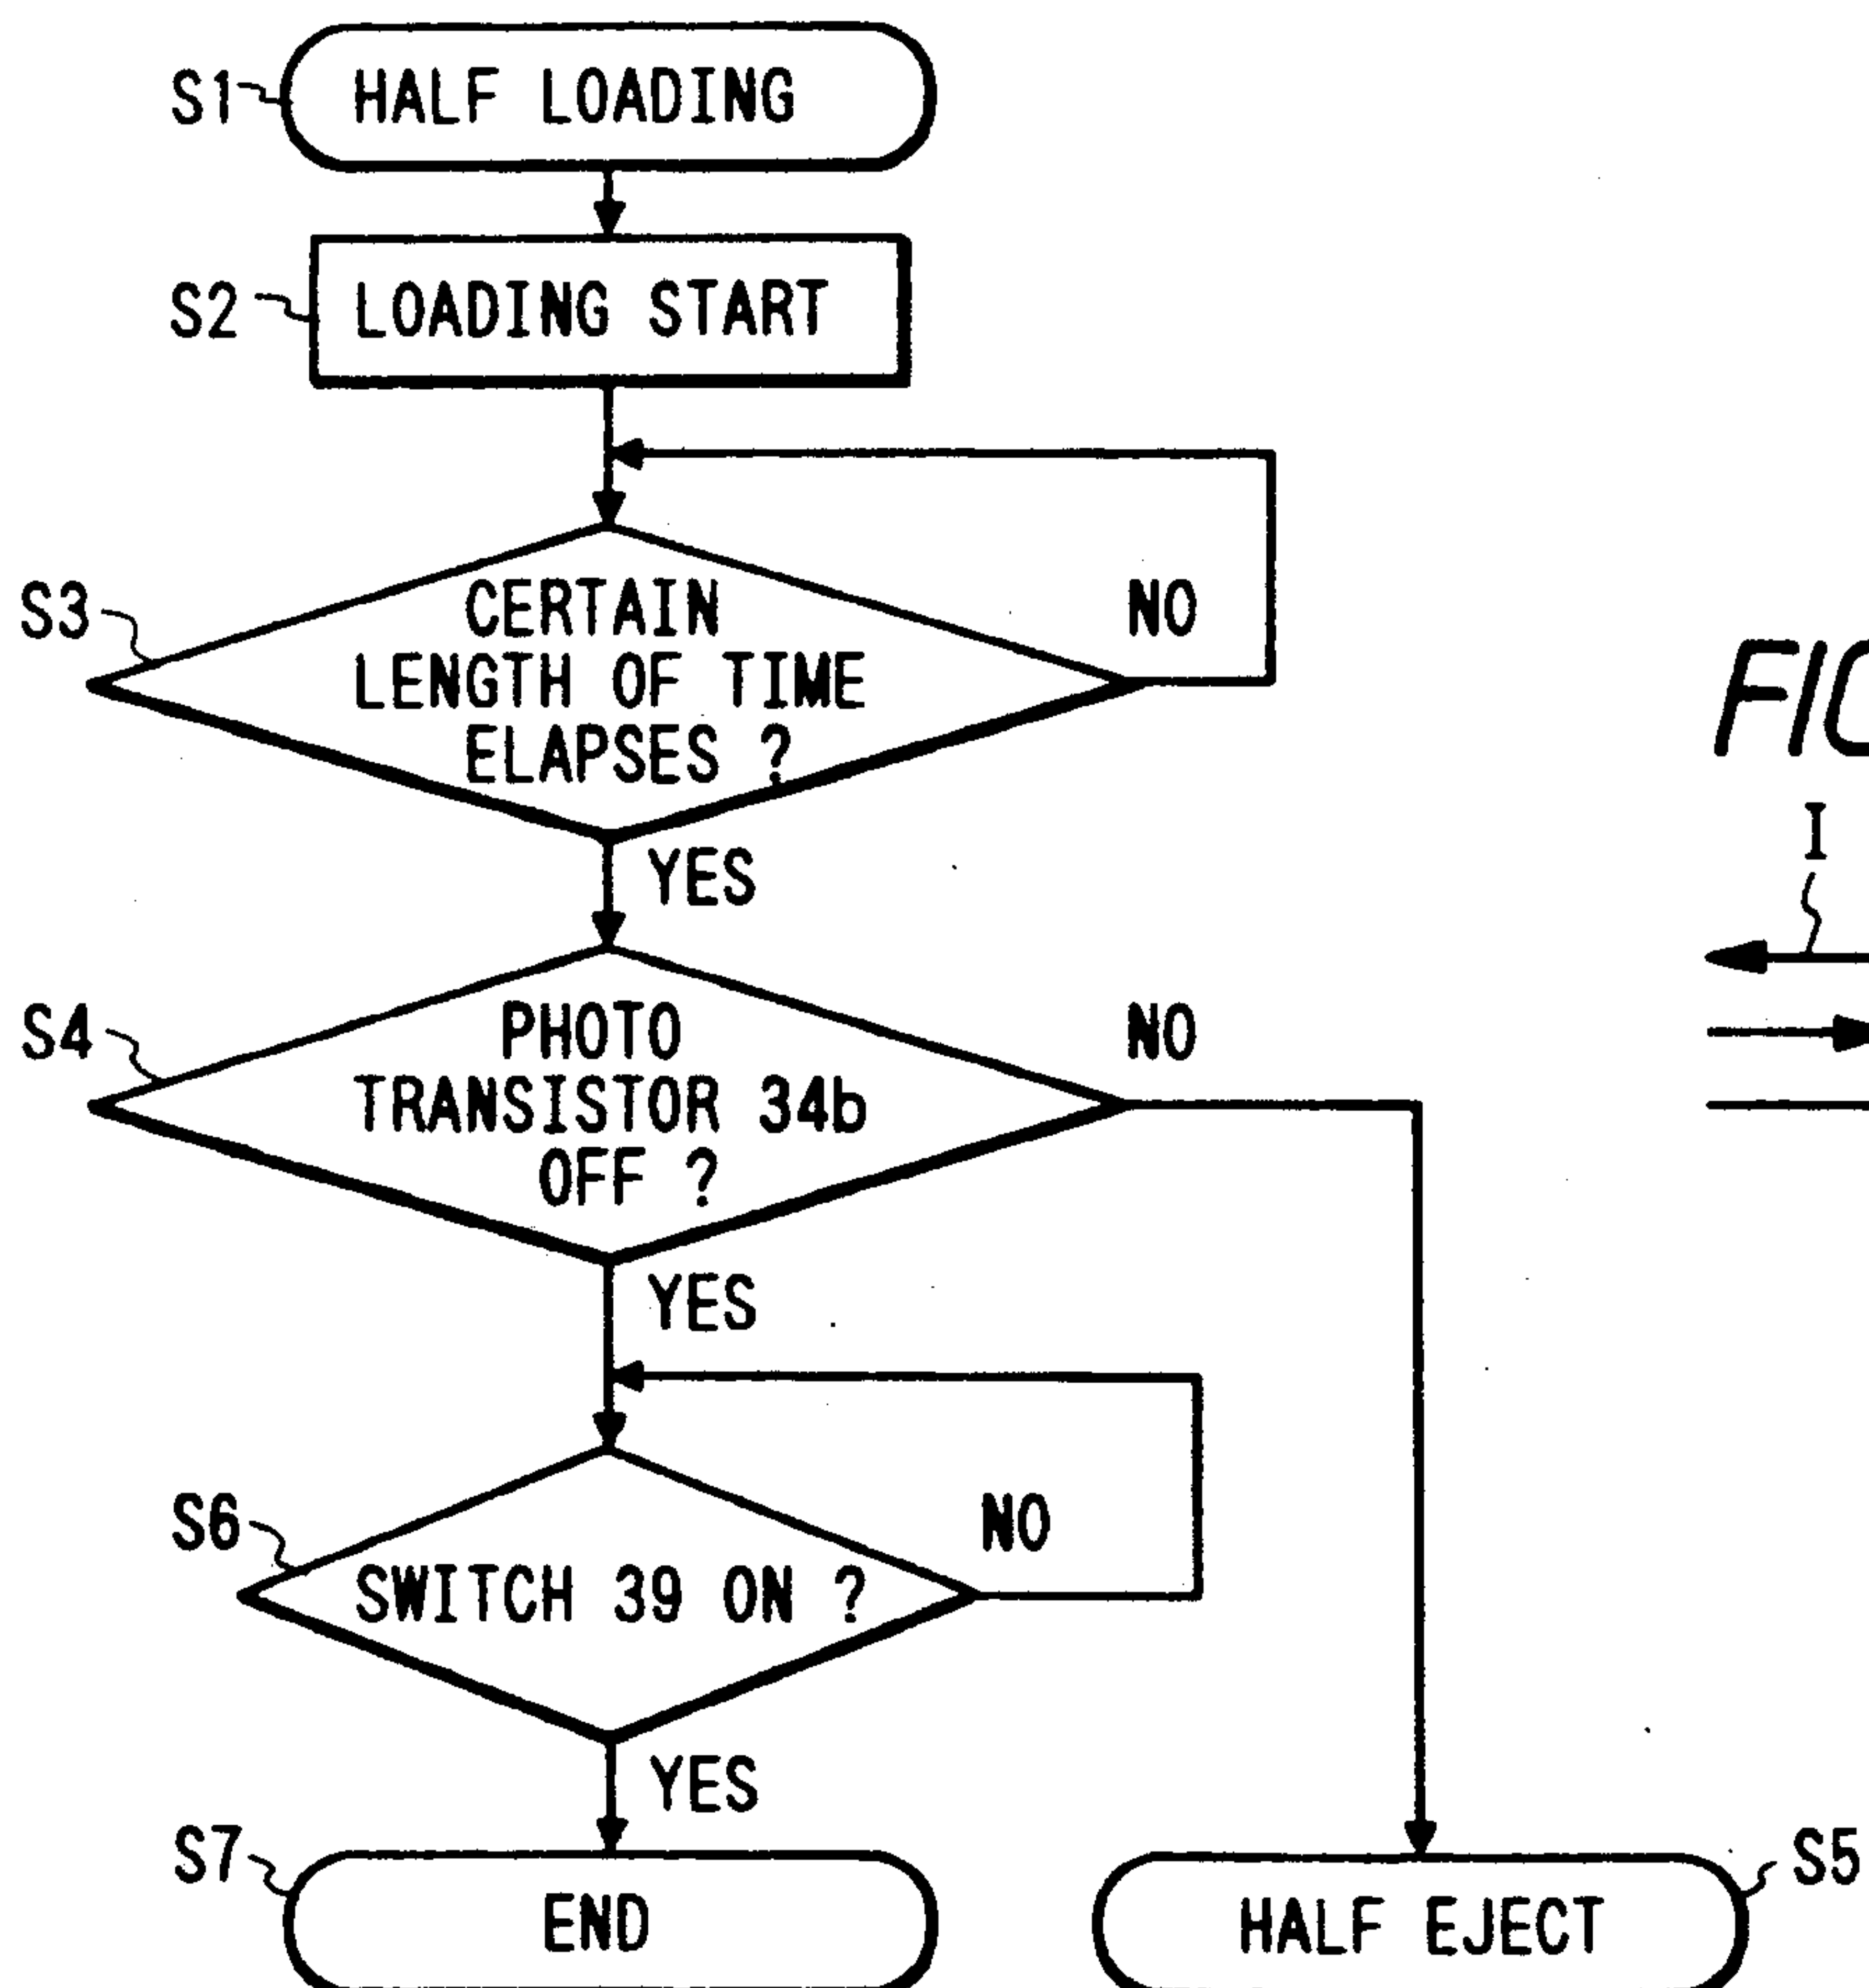 S1 HALF LOADING
S2 LOADING START
S3
CERTAIN
LENGTH OF TIME
ELAPSES ?
NO
YES
S4
PHOTO
TRANSISTOR 34b
OFF ?
NO
YES
S6
SWITCH 39 ON ?
NO
YES
S7 END
HALF EJECT S5
FIG
I